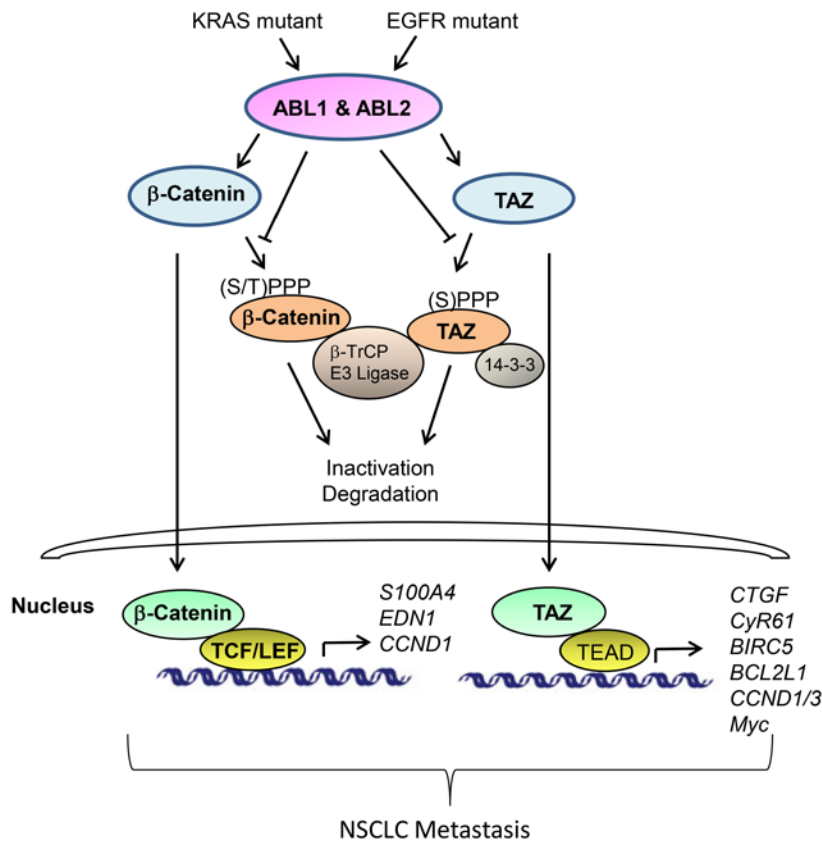 KRAS mutant
EGFR mutant
ABL1 & ABL2
β-Catenin
TAZ
(S/T)PPP
β-Catenin
(S)PPP
TAZ
β-TrCP
E3 Ligase
14-3-3
Inactivation
Degradation
Nucleus
β-Catenin
TCF/LEF
S100A4
EDN1
CCND1
TAZ
TEAD
CTGF
CyR61
BIRC5
BCL2L1
CCND1/3
Myc
NSCLC Metastasis